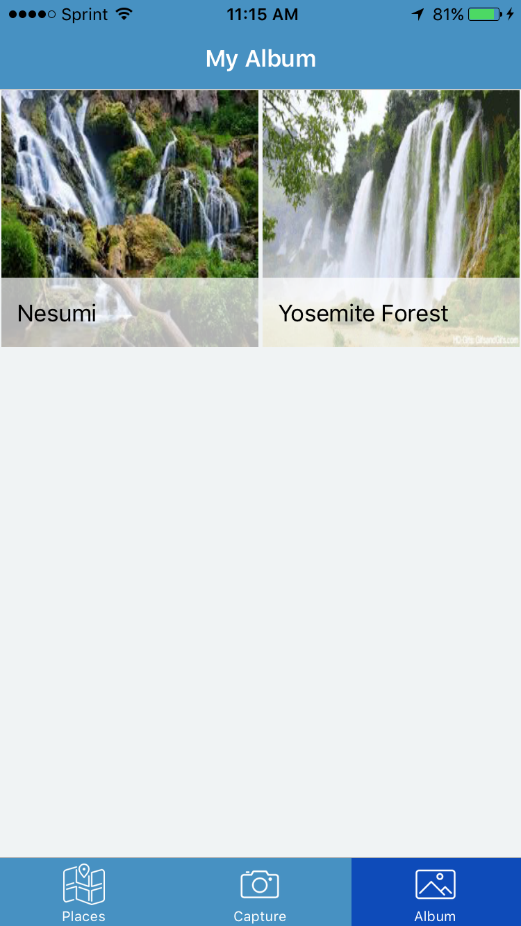 Sprint 11:15 AM 81%
My Album
Nesumi
Yosemite Forest
Places
Capture
Album